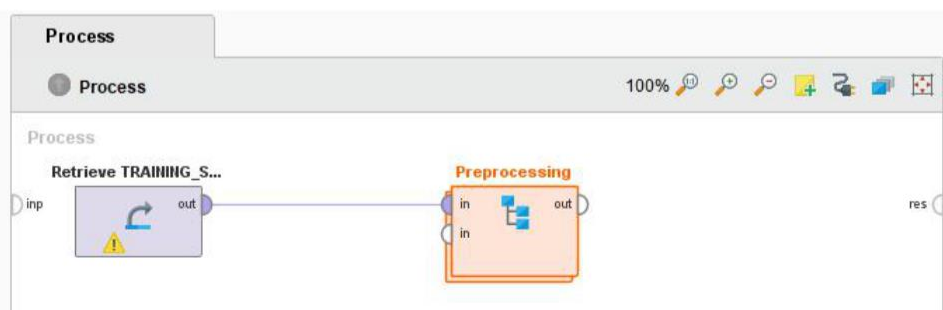 Process
Process
100%
Process
Retrieve TRAINING_S...
Preprocessing
inp
out
in
out
res
in